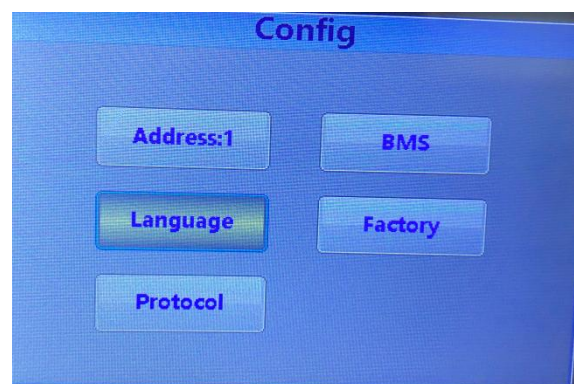 Config
Address:1
BMS
Language
Factory
Protocol